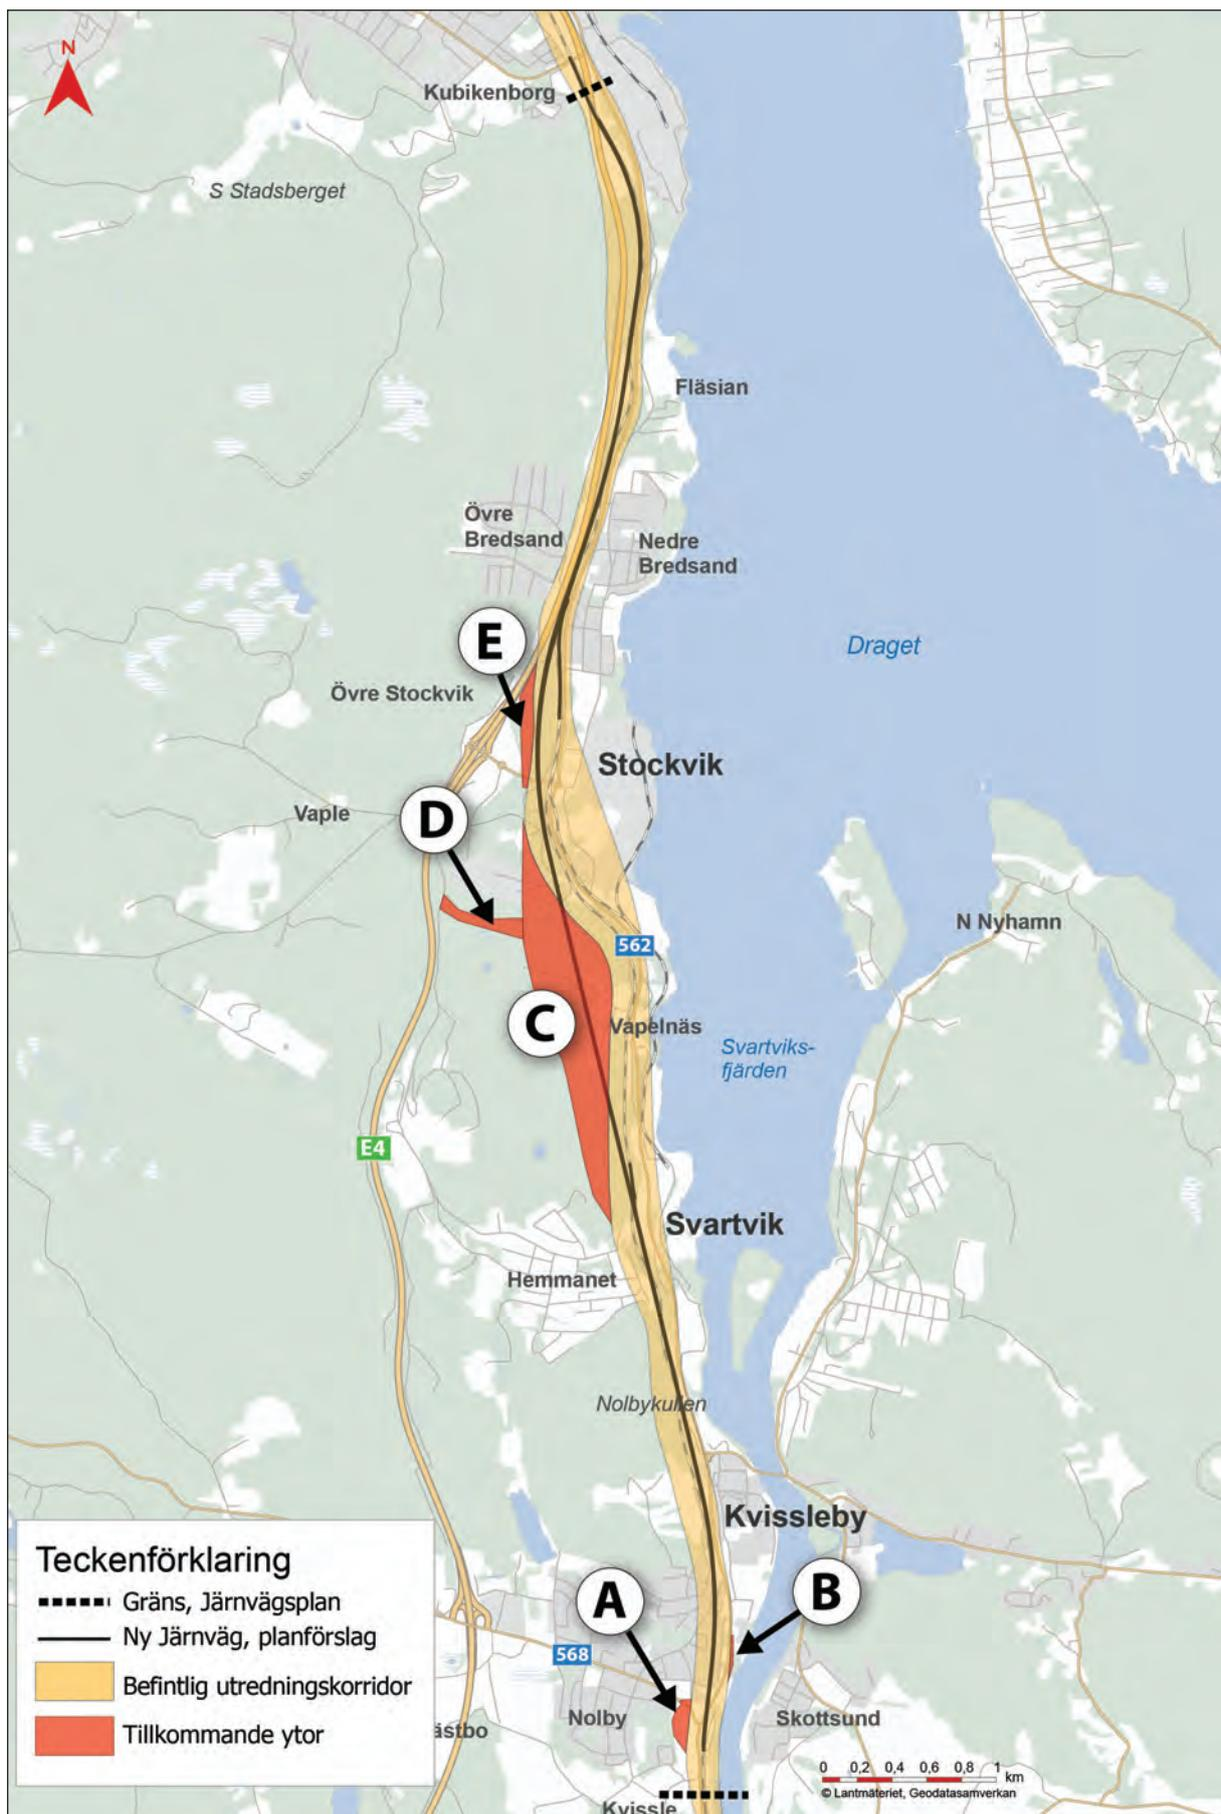 N
Kubikenborg
S Stadsberget
Fläsian
Övre
Bredsand
Nedre
Bredsand
E
Draget
Övre Stockvik
Stockvik
D
Vaple
N Nyhamn
562
C
Vapelnäs
Svartviks-
fjärden
E4
Svartvik
Hemmanet
Nolbykullen
Kvissleby
A
B
568
Nolby
Skottsund
ästbo
Kvissle
Teckenförklaring
Gräns, Järnvägsplan
Ny Järnväg, planförslag
Befintlig utredningskorridor
Tillkommande ytor
0 0,2 0,4 0,6 0,8 1
km
© Lantmäteriet, Geodatasamverkan